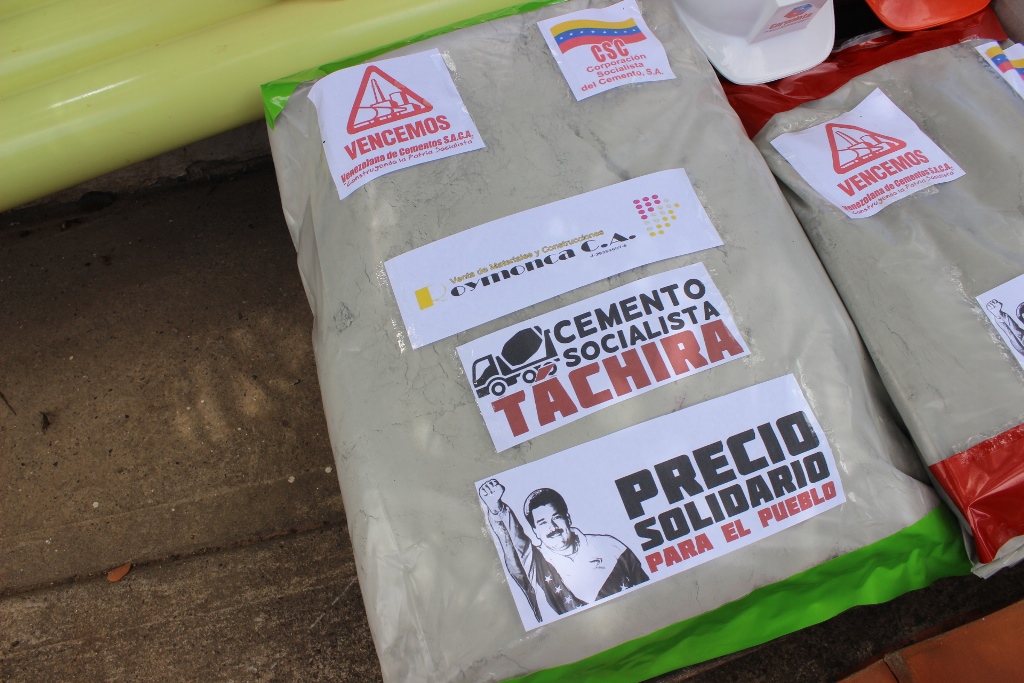 VENCEMOS
Venezolana de Cementos S.A.C.A.
"Construyendo la Patria Socialista"
CSC
Corporación
Socialista
del Cemento, S.A.
Venta de Materiales y Construcciones
Roymonca C.A.
CEMENTO
SOCIALISTA
TÁCHIRA
PRECIO
SOLIDARIO
PARA EL PUEBLO
VENCEMOS
Venezolana de Cementos S.A.C.A.
"Construyendo la Patria Socialista"